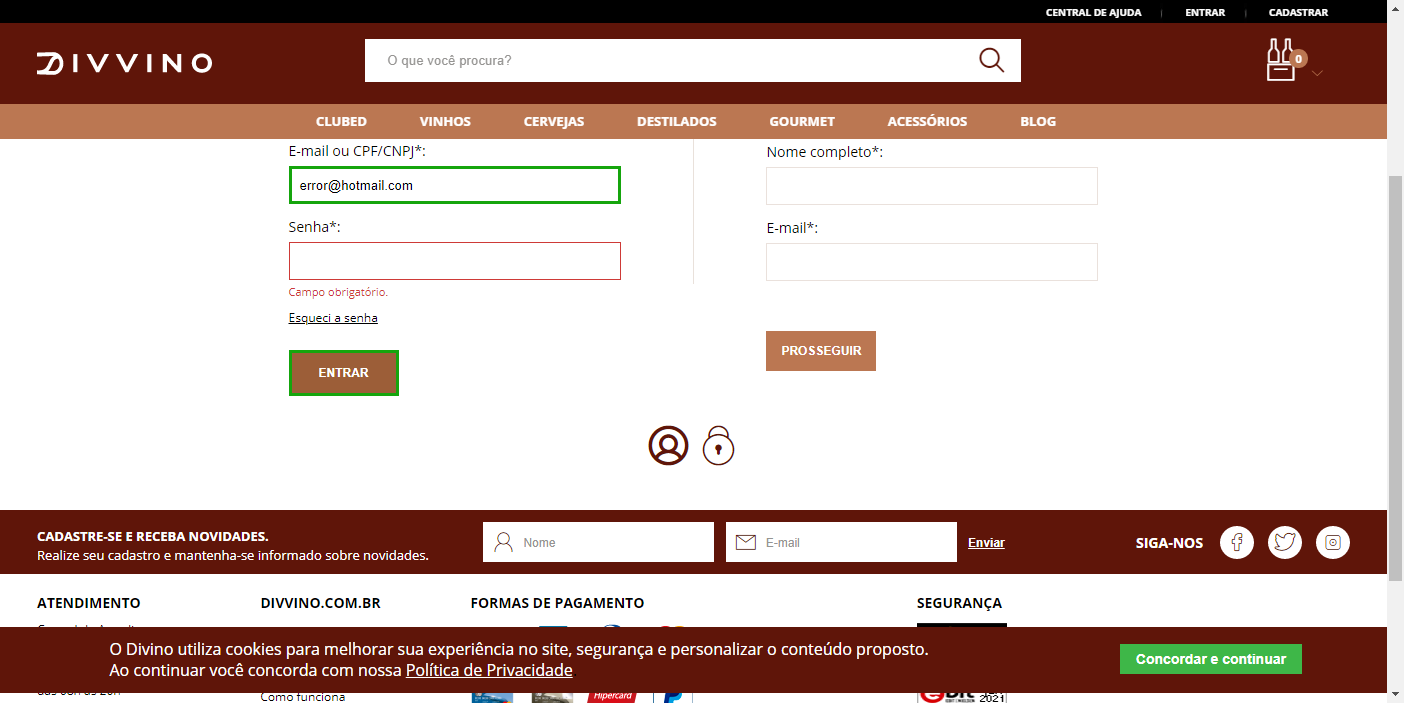 CENTRAL DE AJUDA | ENTRAR | CADASTRAR
DIVVINO
O que você procura?
0
CLUBED VINHOS CERVEJAS DESTILADOS GOURMET ACESSÓRIOS BLOG
E-mail ou CPF/CNPJ*:
error@hotmail.com
Senha*:
Campo obrigatório.
Esqueci a senha
ENTRAR
Nome completo*:
E-mail*:
PROSSEGUIR
CADASTRE-SE E RECEBA NOVIDADES.
Realize seu cadastro e mantenha-se informado sobre novidades.
Nome
E-mail
Enviar
SIGA-NOS
ATENDIMENTO
DIVVINO.COM.BR
FORMAS DE PAGAMENTO
SEGURANÇA
O Divino utiliza cookies para melhorar sua experiência no site, segurança e personalizar o conteúdo proposto.
Ao continuar você concorda com nossa Política de Privacidade
Concordar e continuar
Como funciona
Hipercard
2021